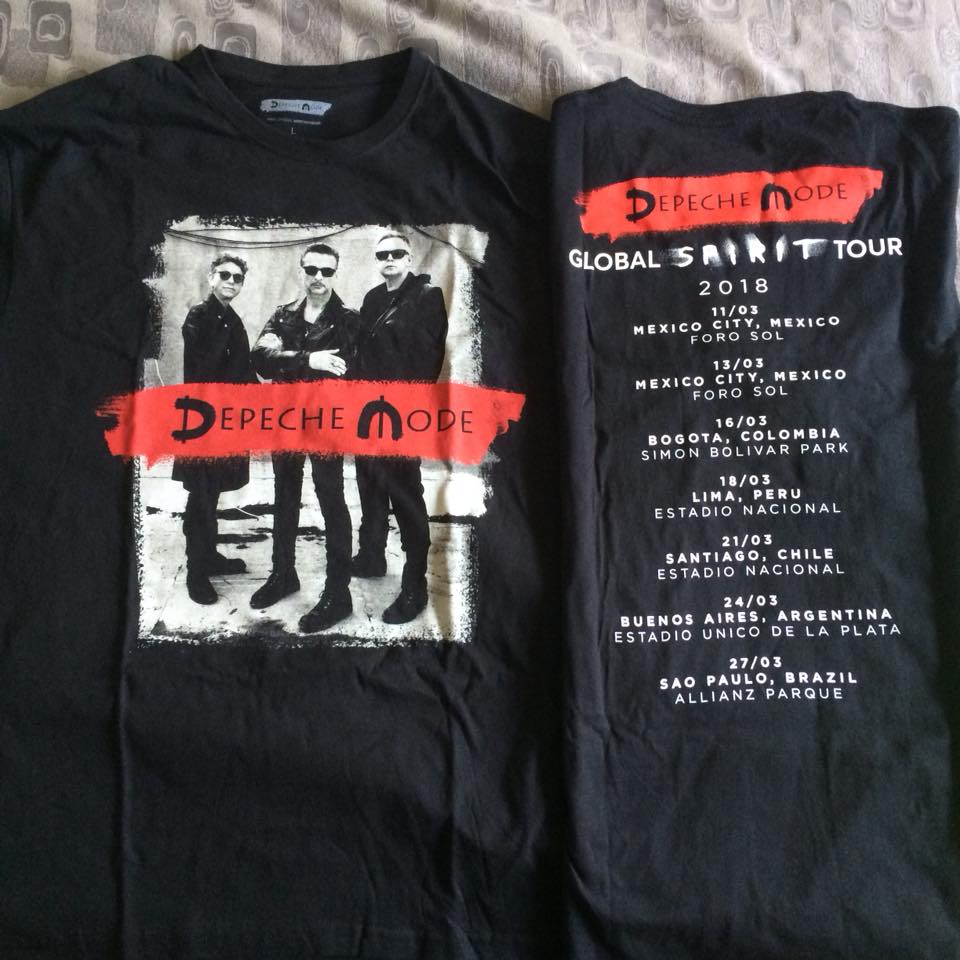 DEPECHE MODE
L
DEPECHE MODE
DEPECHE MODE
GLOBAL SPIRIT TOUR
2018
11/03
MEXICO CITY, MEXICO
FORO SOL
13/03
MEXICO CITY, MEXICO
FORO SOL
16/03
BOGOTA, COLOMBIA
SIMON BOLIVAR PARK
18/03
LIMA, PERU
ESTADIO NACIONAL
21/03
SANTIAGO, CHILE
ESTADIO NACIONAL
24/03
BUENOS AIRES, ARGENTINA
ESTADIO UNICO DE LA PLATA
27/03
SAO PAULO, BRAZIL
ALLIANZ PARQUE